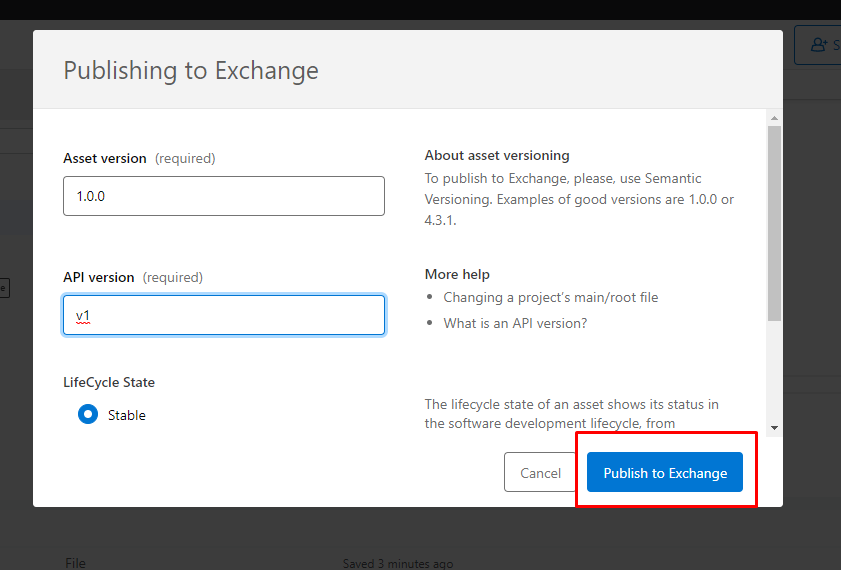 Publishing to Exchange
Asset version (required)
1.0.0
About asset versioning
To publish to Exchange, please, use Semantic
Versioning. Examples of good versions are 1.0.0 or
4.3.1.
API version (required)
v1
More help
• Changing a project's main/root file
• What is an API version?
LifeCycle State
Stable
The lifecycle state of an asset shows its status in
the software development lifecycle, from
Cancel
Publish to Exchange
File
Saved 3 minutes ago